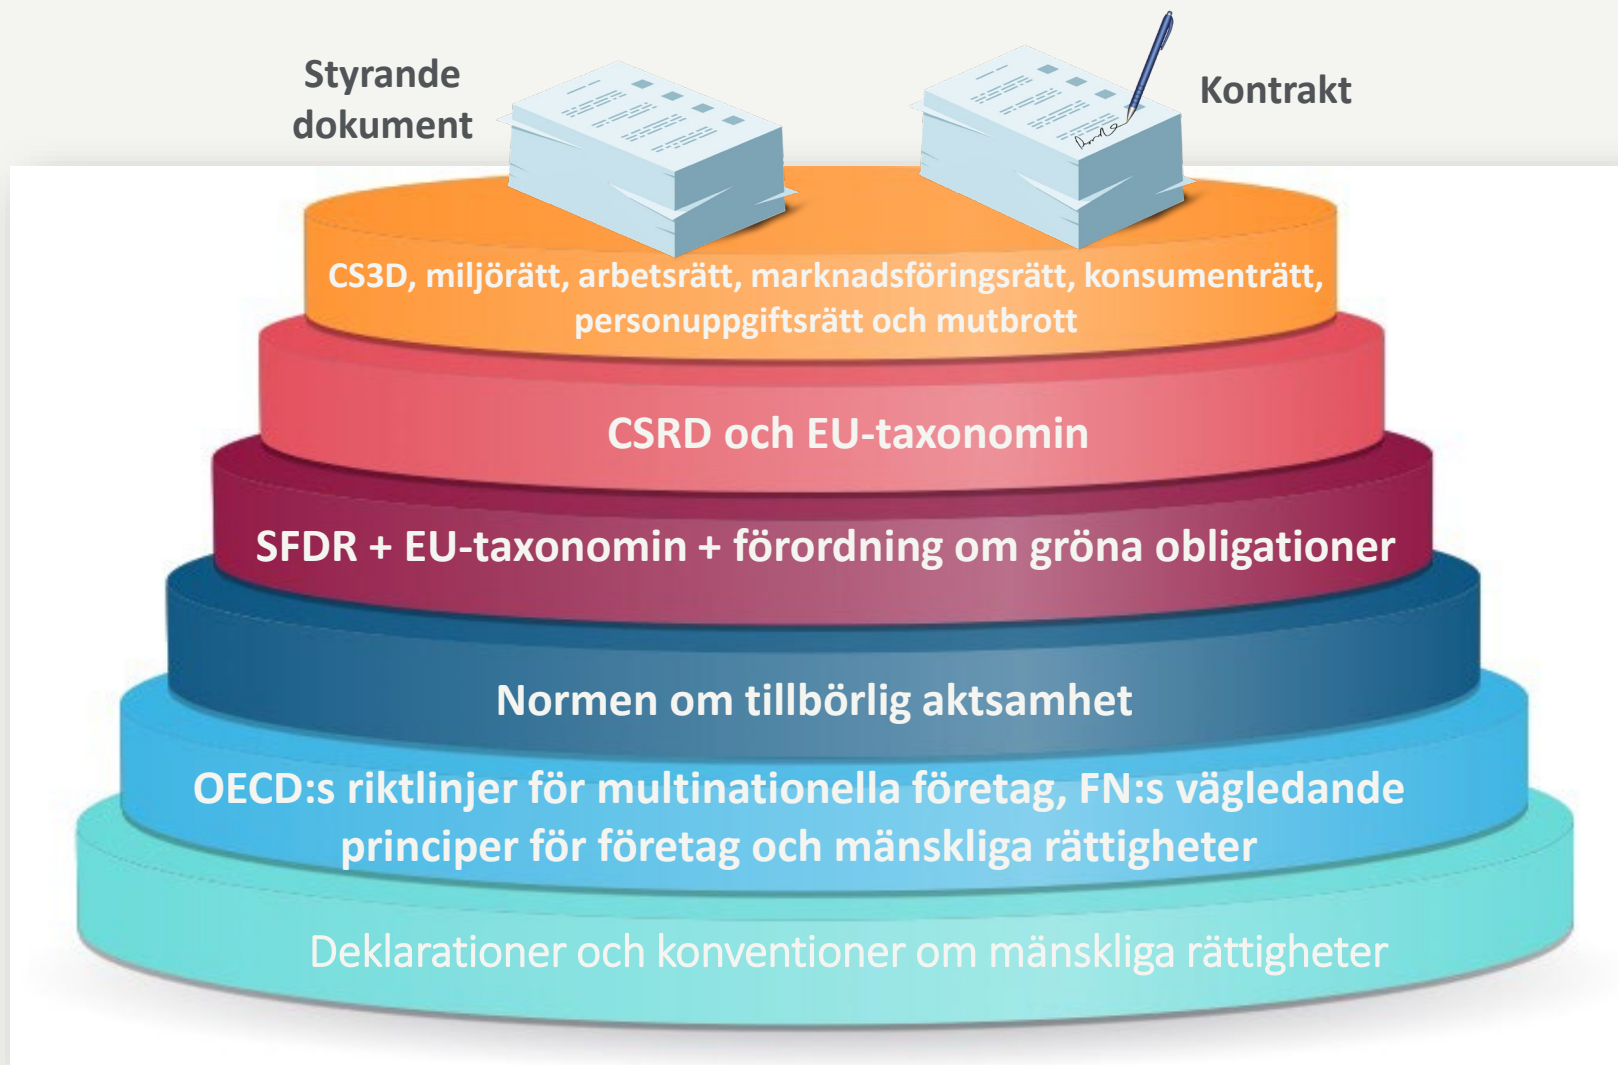 Styrande
dokument
Kontrakt
CS3D, miljörätt, arbetsrätt, marknadsföringsrätt, konsumenträtt,
personuppgiftsrätt och mutbrott
CSRD och EU-taxonomin
SFDR + EU-taxonomin + förordning om gröna obligationer
Normen om tillbörlig aktsamhet
OECD:s riktlinjer för multinationella företag, FN:s vägledande
principer för företag och mänskliga rättigheter
Deklarationer och konventioner om mänskliga rättigheter